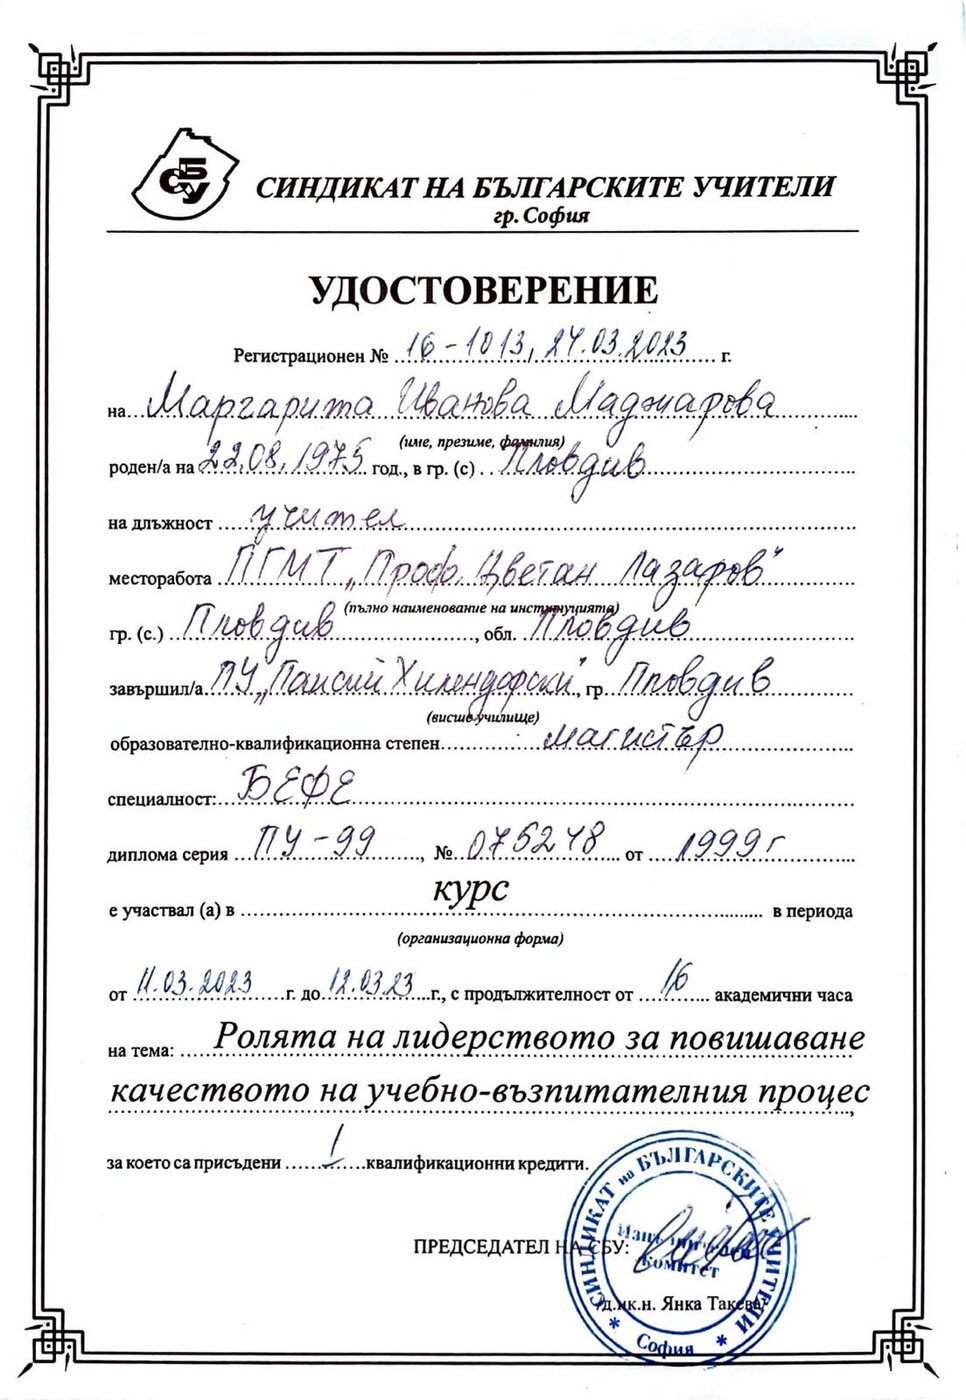 СБУ
СИНДИКАТ НА БЪЛГАРСКИТЕ УЧИТЕЛИ
гр. София
УДОСТОВЕРЕНИЕ
Регистрационен № 16-1013, 24.03.2023 г.
на Маргарита Иванова Маджарова
(име, презиме, фамилия)
роден/а на 22.08.1975 год., в гр. (с) Пловдив
на длъжност учител
месторабота ПГМТ „Проф. Цветан Лазаров"
(пълно наименование на институцията)
гр. (с.) Пловдив, обл. Пловдив
завършил/а ПУ „Паисий Хилендарски", гр. Пловдив
(висше училище)
образователно-квалификационна степен магистър
специалност: БЕФЕ
диплома серия ПУ-99, № 075248 от 1999 г
е участвал (а) в курс в периода
(организационна форма)
от 11.03.2023 г. до 12.03.23 г., с продължителност от 16 академични часа
на тема: Ролята на лидерството за повишаване
качеството на учебно-възпитателния процес,
за което са присъдени 1 квалификационни кредити.
ПРЕДСЕДАТЕЛ НА СБУ:
/д.ик.н. Янка Такева/
СИНДИКАТ на БЪЛГАРСКИТЕ УЧИТЕЛИ
Комитет
* София *